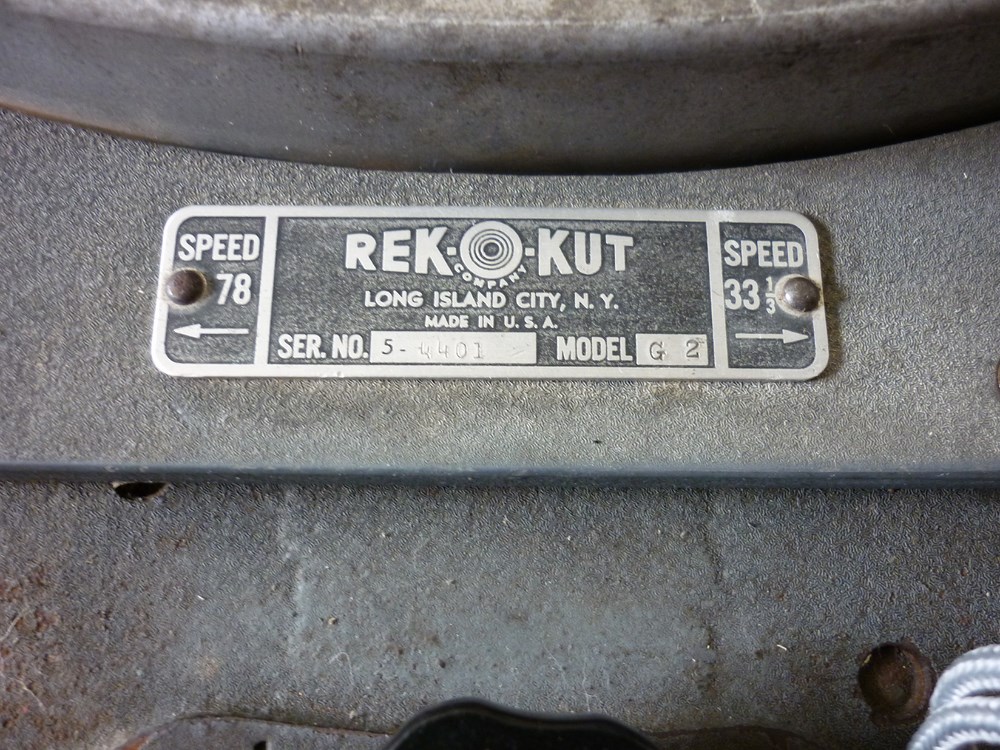 SPEED
78
REK-O-KUT
COMPANY
LONG ISLAND CITY, N. Y.
MADE IN U. S. A.
SER. NO. 5-4401 MODEL G 2
SPEED
33 1/3